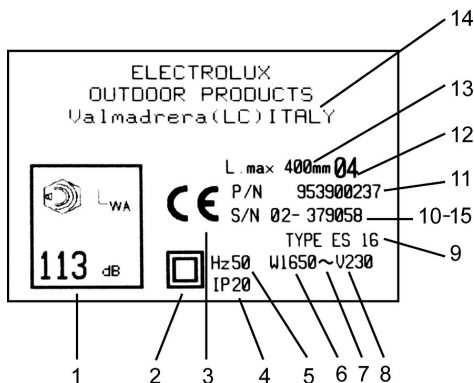 14
ELECTROLUX
OUTDOOR PRODUCTS
Valmadrera(LC)ITALY
13
L.max 400mm 04
12
P/N 953900237
11
S/N 02- 379058
10-15
TYPE ES 16
9
LWA
CE
113 dB
Hz50 W1650~V230
IP20
1 2 3 4 5 6 7 8